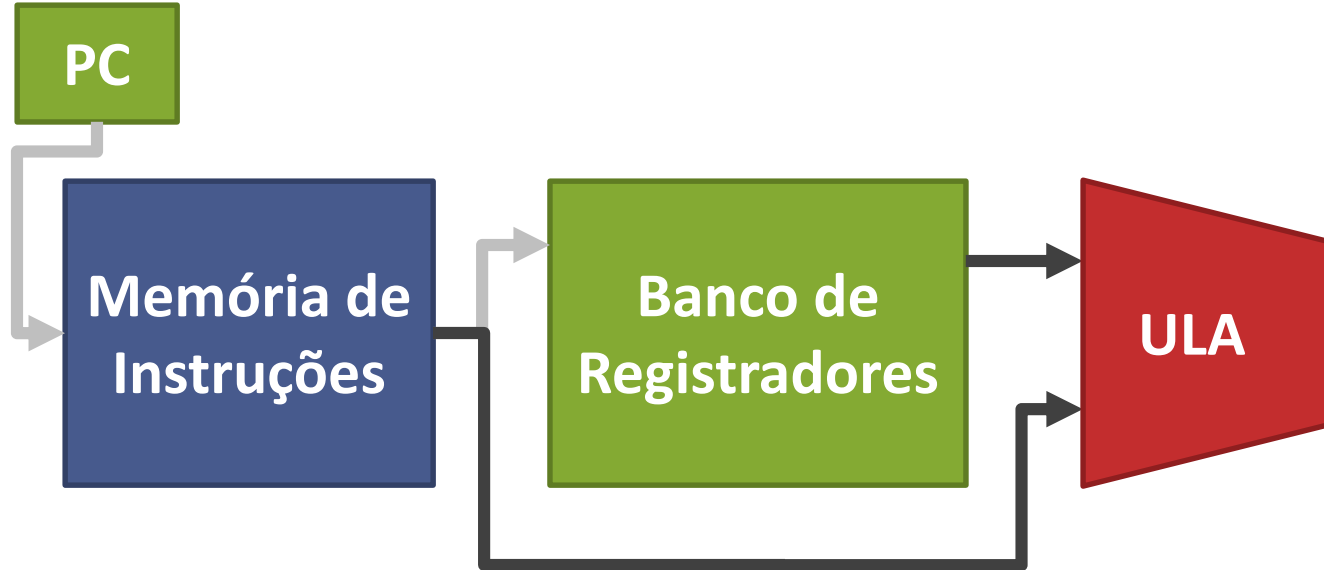 PC
Memória de
Instruções
Banco de
Registradores
ULA